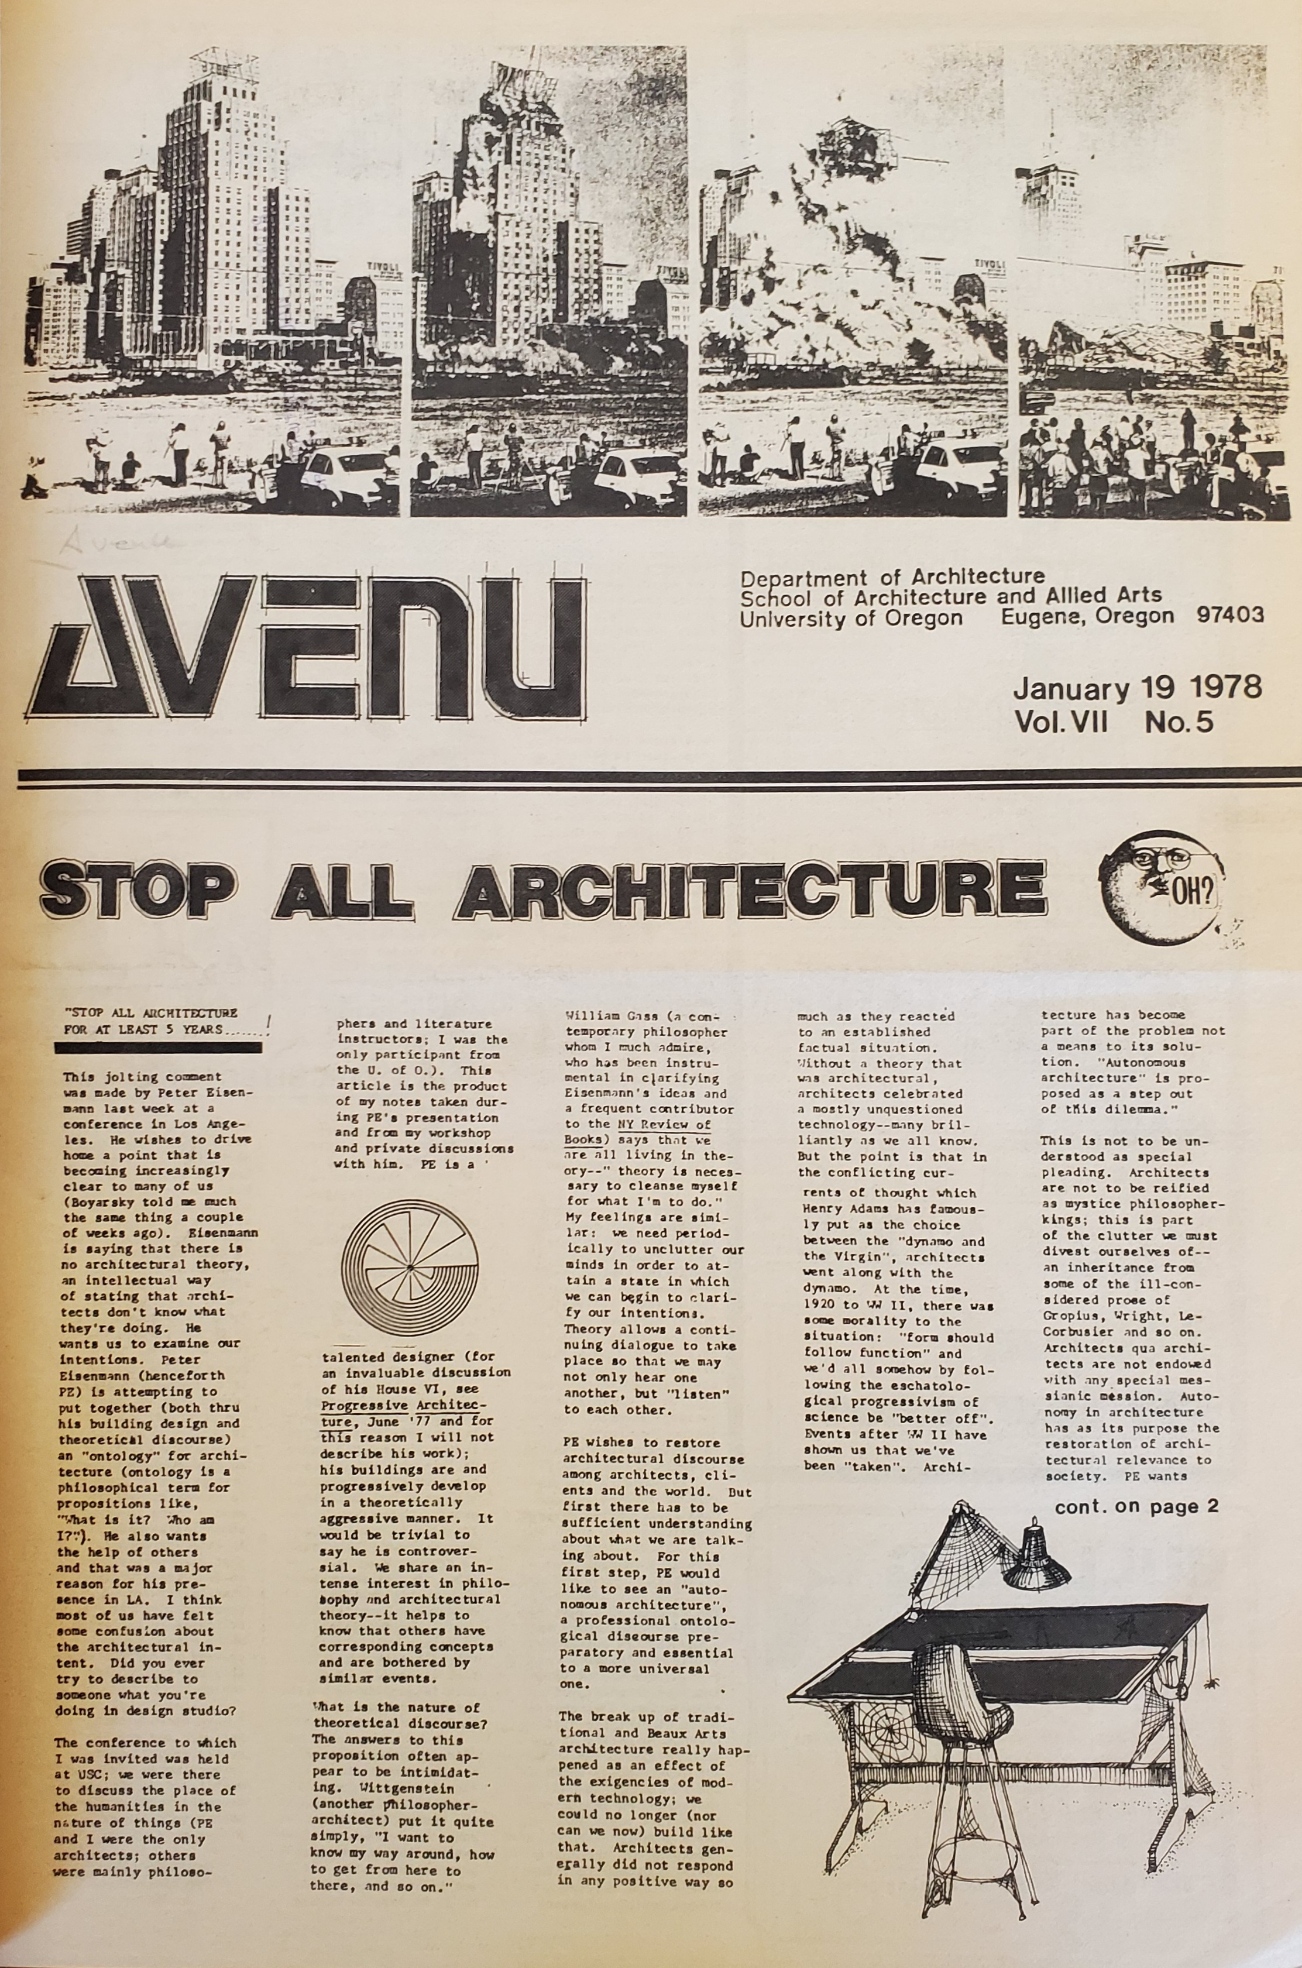 TIVOLI
TIVOLI
TIVOLI
Avenu
AVENU
Department of Architecture
School of Architecture and Allied Arts
University of Oregon Eugene, Oregon 97403
January 19 1978
Vol. VII No. 5
STOP ALL ARCHITECTURE
OH?
"STOP ALL ARCHITECTURE
FOR AT LEAST 5 YEARS.......!
This jolting comment
was made by Peter Eisen-
mann last week at a
conference in Los Ange-
les. He wishes to drive
home a point that is
becoming increasingly
clear to many of us
(Boyarsky told me much
the same thing a couple
of weeks ago). Eisenmann
is saying that there is
no architectural theory,
an intellectual way
of stating that archi-
tects don't know what
they're doing. He
wants us to examine our
intentions. Peter
Eisenmann (henceforth
PE) is attempting to
put together (both thru
his building design and
theoretical discourse)
an "ontology" for archi-
tecture (ontology is a
philosophical term for
propositions like,
"What is it? Who am
I?"). He also wants
the help of others
and that was a major
reason for his pre-
sence in LA. I think
most of us have felt
some confusion about
the architectural in-
tent. Did you ever
try to describe to
someone what you're
doing in design studio?
The conference to which
I was invited was held
at USC; we were there
to discuss the place of
the humanities in the
nature of things (PE
and I were the only
architects; others
were mainly philoso-
phers and literature
instructors; I was the
only participant from
the U. of O.). This
article is the product
of my notes taken dur-
ing PE's presentation
and from my workshop
and private discussions
with him. PE is a
talented designer (for
an invaluable discussion
of his House VI, see
Progressive Architec-
ture, June '77 and for
this reason I will not
describe his work);
his buildings are and
progressively develop
in a theoretically
aggressive manner. It
would be trivial to
say he is controver-
sial. We share an in-
tense interest in philo-
sophy and architectural
theory--it helps to
know that others have
corresponding concepts
and are bothered by
similar events.
What is the nature of
theoretical discourse?
The answers to this
proposition often ap-
pear to be intimidat-
ing. Wittgenstein
(another philosopher-
architect) put it quite
simply, "I want to
know my way around, how
to get from here to
there, and so on."
William Gass (a con-
temporary philosopher
whom I much admire,
who has been instru-
mental in clarifying
Eisenmann's ideas and
a frequent contributor
to the NY Review of
Books) says that we
are all living in the-
ory--" theory is neces-
sary to cleanse myself
for what I'm to do."
My feelings are simi-
lar: we need period-
ically to unclutter our
minds in order to at-
tain a state in which
we can begin to clari-
fy our intentions.
Theory allows a conti-
nuing dialogue to take
place so that we may
not only hear one
another, but "listen"
to each other.
PE wishes to restore
architectural discourse
among architects, cli-
ents and the world. But
first there has to be
sufficient understanding
about what we are talk-
ing about. For this
first step, PE would
like to see an "auto-
nomous architecture",
a professional ontolo-
gical discourse pre-
paratory and essential
to a more universal
one.
The break up of tradi-
tional and Beaux Arts
architecture really hap-
pened as an effect of
the exigencies of mod-
ern technology; we
could no longer (nor
can we now) build like
that. Architects gen-
erally did not respond
in any positive way so
much as they reacted
to an established
factual situation.
Without a theory that
was architectural,
architects celebrated
a mostly unquestioned
technology--many bril-
liantly as we all know.
But the point is that in
the conflicting cur-
rents of thought which
Henry Adams has famous-
ly put as the choice
between the "dynamo and
the Virgin", architects
went along with the
dynamo. At the time,
1920 to WW II, there was
some morality to the
situation: "form should
follow function" and
we'd all somehow by fol-
lowing the eschatolo-
gical progressivism of
science be "better off".
Events after WW II have
shown us that we've
been "taken". Archi-
tecture has become
part of the problem not
a means to its solu-
tion. "Autonomous
architecture" is pro-
posed as a step out
of this dilemma."
This is not to be un-
derstood as special
pleading. Architects
are not to be reified
as mystice philosopher-
kings; this is part
of the clutter we must
divest ourselves of--
an inheritance from
some of the ill-con-
sidered prose of
Gropius, Wright, Le-
Corbusier and so on.
Architects qua archi-
tects are not endowed
with any special mes-
sianic mession. Auto-
nomy in architecture
has as its purpose the
restoration of archi-
tectural relevance to
society. PE wants
cont. on page 2